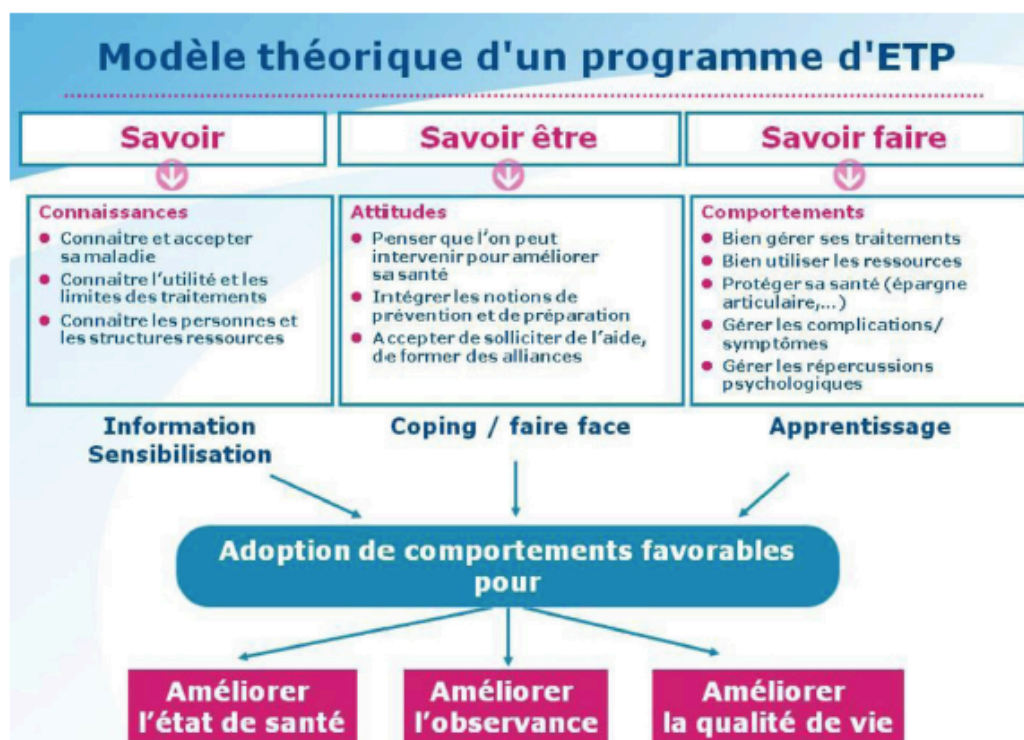 Modèle théorique d'un programme d'ETP
Savoir
Savoir être
Savoir faire
Connaissances
Connaitre et accepter
sa maladie
Connaître l'utilité et les
limites des traitements
Connaître les personnes et
les structures ressources
Attitudes
Penser que l'on peut
intervenir pour améliorer
sa santé
Intégrer les notions de
prévention et de préparation
Accepter de solliciter de l'aide,
de former des alliances
Comportements
Bien gérer ses traitements
Bien utiliser les ressources
Protéger sa santé (épargne
articulaire,...)
Gérer les complications/
symptômes
Gérer les répercussions
psychologiques
Information
Sensibilisation
Coping / faire face
Apprentissage
Adoption de comportements favorables
pour
Améliorer
l'état de santé
Améliorer
l'observance
Améliorer
la qualité de vie